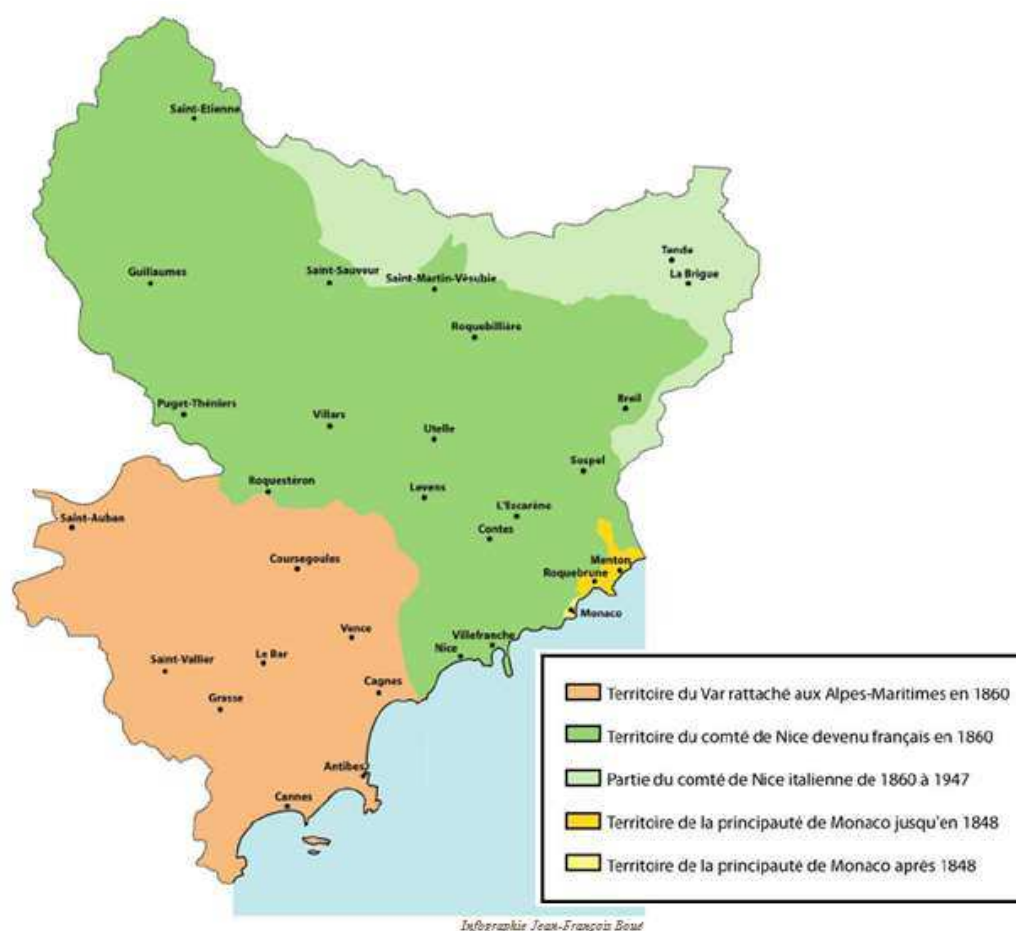 Saint-Etienne
Tende
La Brigue
Guillaumes
Saint-Sauveur
Saint-Martin-Vésubie
Roquebillière
Puget-Théniers
Villars
Utelle
Breil
Sospel
Roquestéron
Levens
L'Escarène
Contes
Saint-Auban
Coursegoules
Menton
Roquebrune
Monaco
Vence
Villefranche
Nice
Saint-Vallier
Le Bar
Cagnes
Grasse
Antibes
Cannes
Territoire du Var rattaché aux Alpes-Maritimes en 1860
Territoire du comté de Nice devenu français en 1860
Partie du comté de Nice italienne de 1860 à 1947
Territoire de la principauté de Monaco jusqu'en 1848
Territoire de la principauté de Monaco après 1848
Infographie Jean-François Boué